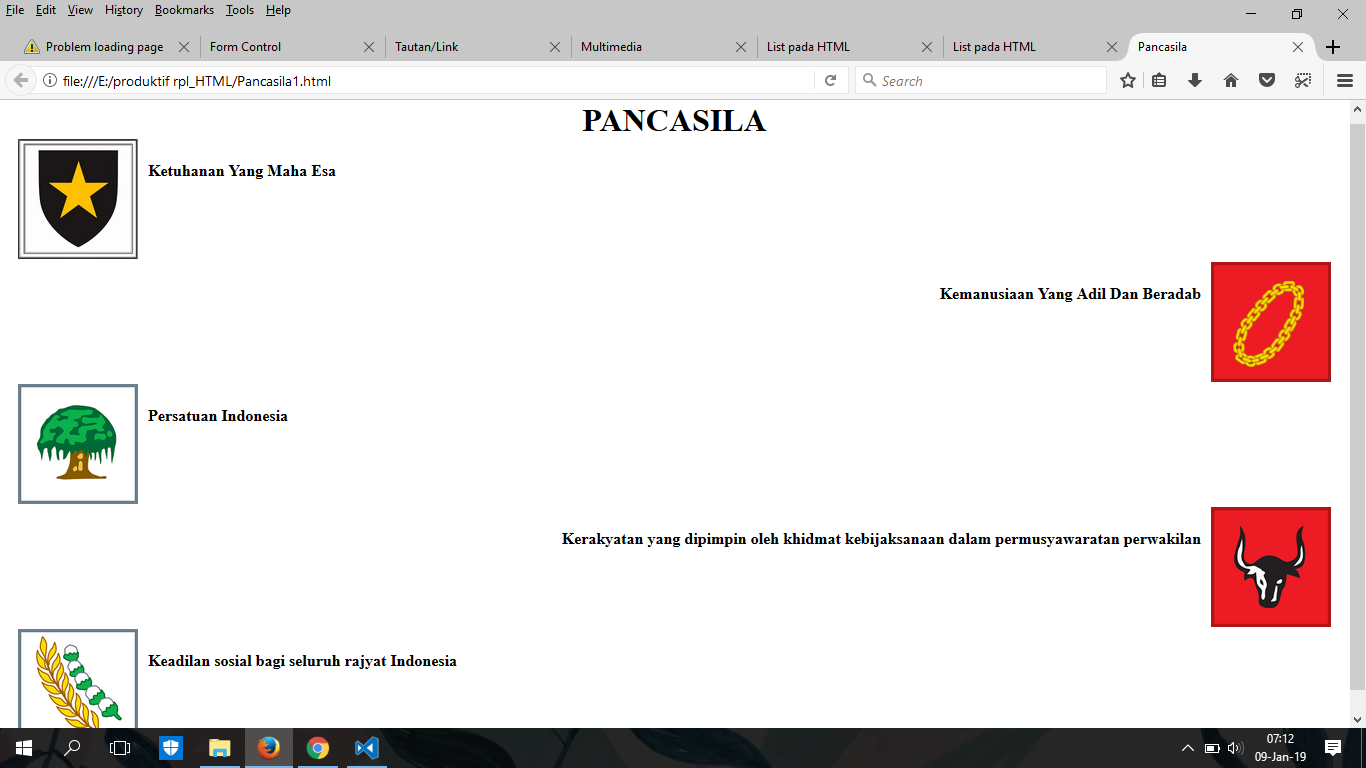 File Edit View History Bookmarks Tools Help
Problem loading page Form Control Tautan/Link Multimedia List pada HTML List pada HTML Pancasila
file:///E:/produktif rpl_HTML/Pancasila1.html Search
PANCASILA
Ketuhanan Yang Maha Esa
Kemanusiaan Yang Adil Dan Beradab
Persatuan Indonesia
Kerakyatan yang dipimpin oleh khidmat kebijaksanaan dalam permusyawaratan perwakilan
Keadilan sosial bagi seluruh rajyat Indonesia
07:12
09-Jan-19